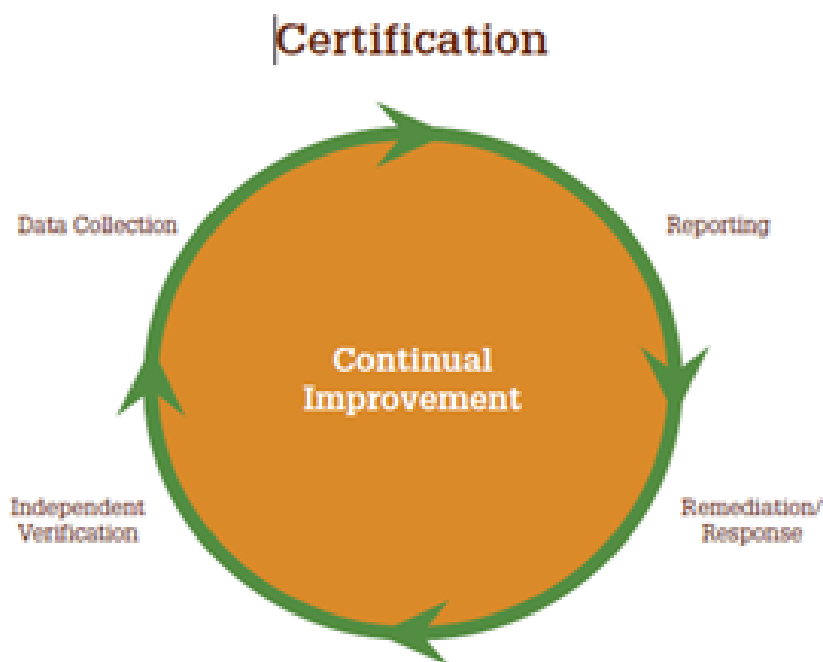 Certification
Data Collection
Reporting
Continual
Improvement
Independent
Verification
Remediation/
Response